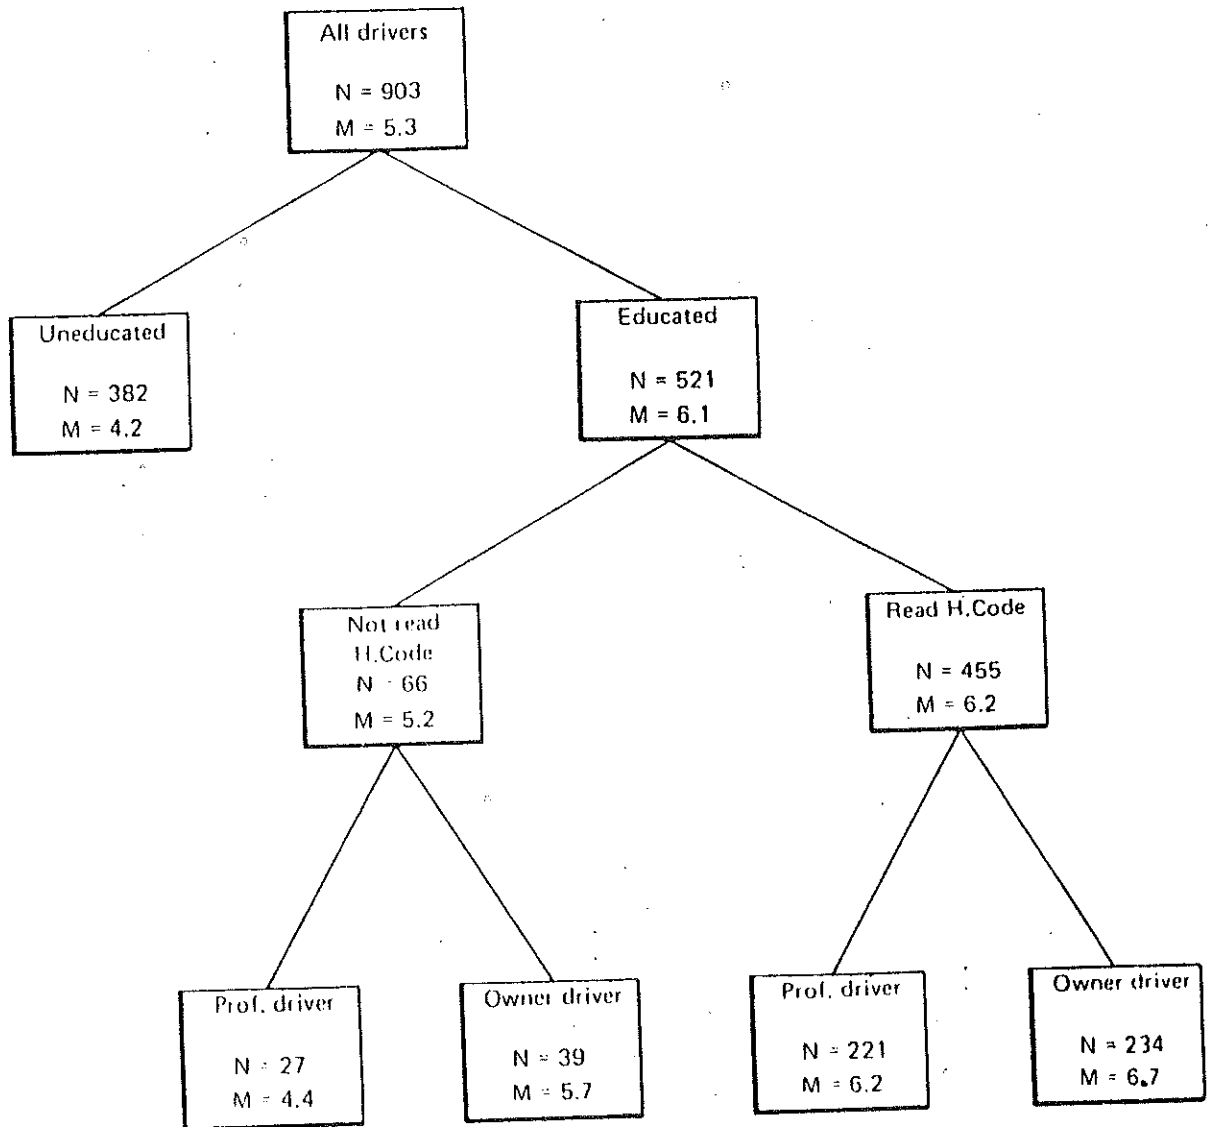 All drivers
N = 903
M = 5.3
Uneducated
N = 382
M = 4.2
Educated
N = 521
M = 6.1
Not read
H.Code
N = 66
M = 5.2
Read H.Code
N = 455
M = 6.2
Prof. driver
N = 27
M = 4.4
Owner driver
N = 39
M = 5.7
Prof. driver
N = 221
M = 6.2
Owner driver
N = 234
M = 6.7